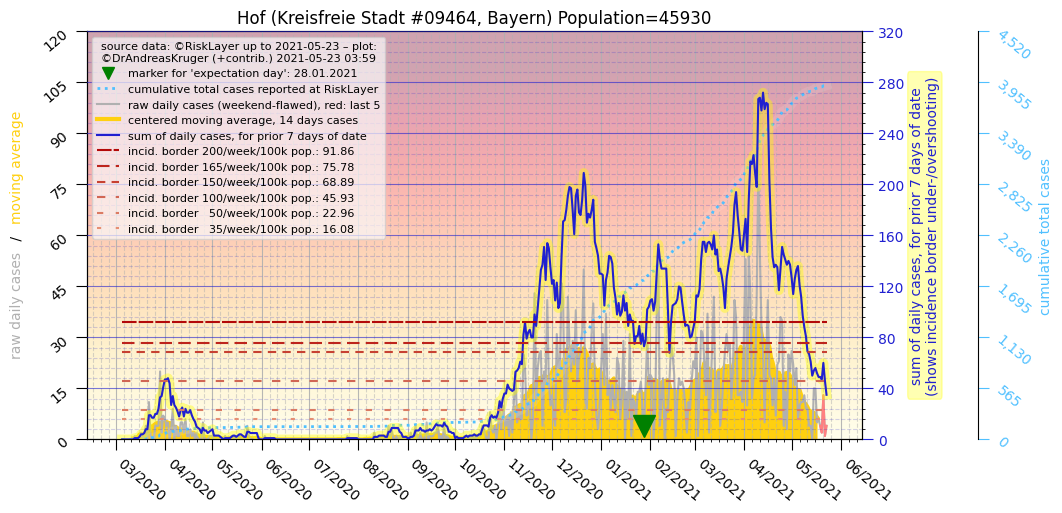 Hof (Kreisfreie Stadt #09464, Bayern) Population=45930
source data: ©RiskLayer up to 2021-05-23 – plot:
©DrAndreasKruger (+contrib.) 2021-05-23 03:59
marker for 'expectation day': 28.01.2021
cumulative total cases reported at RiskLayer
raw daily cases (weekend-flawed), red: last 5
centered moving average, 14 days cases
sum of daily cases, for prior 7 days of date
incid. border 200/week/100k pop.: 91.86
incid. border 165/week/100k pop.: 75.78
incid. border 150/week/100k pop.: 68.89
incid. border 100/week/100k pop.: 45.93
incid. border   50/week/100k pop.: 22.96
incid. border   35/week/100k pop.: 16.08
raw daily cases / moving average
120
105
90
75
60
45
30
15
0
03/2020
04/2020
05/2020
06/2020
07/2020
08/2020
09/2020
10/2020
11/2020
12/2020
01/2021
02/2021
03/2021
04/2021
05/2021
06/2021
320
280
240
200
160
120
80
40
0
sum of daily cases, for prior 7 days of date
(shows incidence border under-/overshooting)
4,520
3,955
3,390
2,825
2,260
1,695
1,130
565
0
cumulative total cases